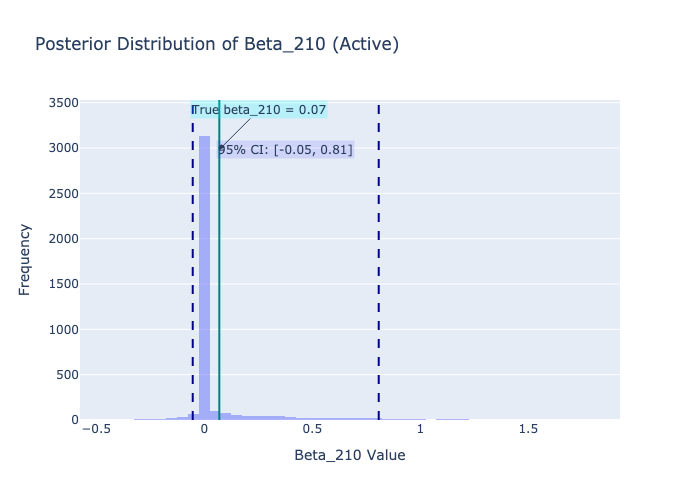 Posterior Distribution of Beta_210 (Active)
3500
True beta_210 = 0.07
3000
95% CI: [-0.05, 0.81]
2500
2000
1500
1000
500
0
Frequency
−0.5
0
0.5
1
1.5
Beta_210 Value